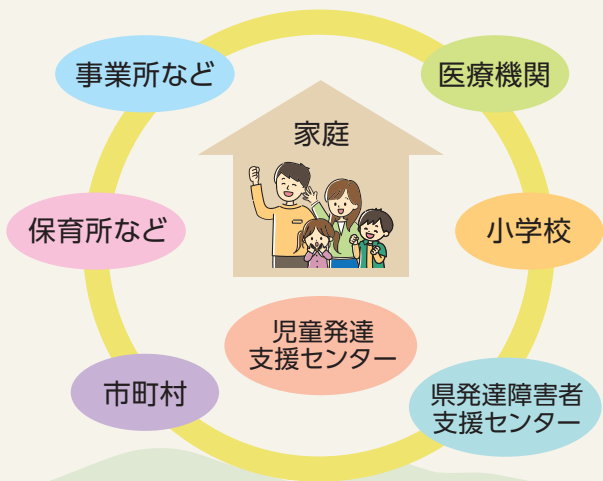 事業所など
医療機関
家庭
保育所など
小学校
児童発達
支援センター
市町村
県発達障害者
支援センター